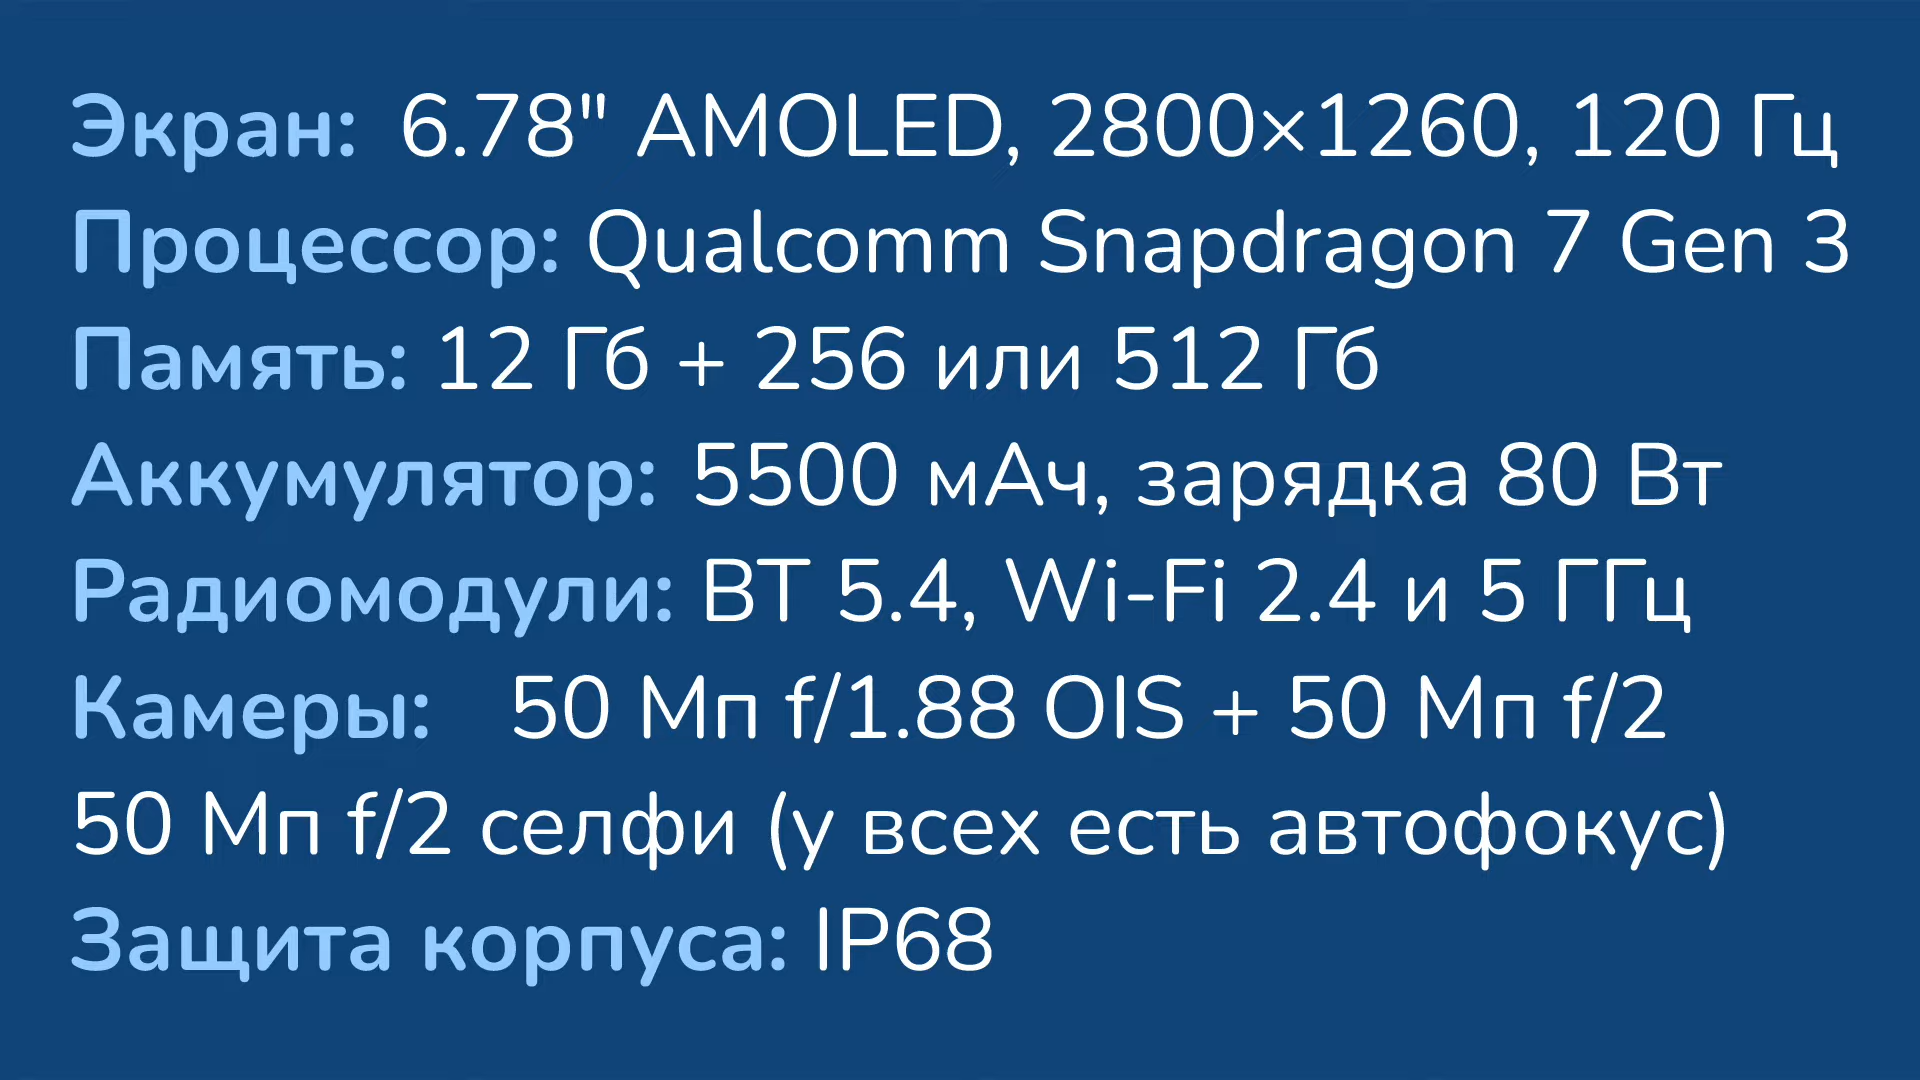 Экран: 6.78" AMOLED, 2800×1260, 120 Гц
Процессор: Qualcomm Snapdragon 7 Gen 3
Память: 12 Гб + 256 или 512 Гб
Аккумулятор: 5500 мАч, зарядка 80 Вт
Радиомодули: BT 5.4, Wi-Fi 2.4 и 5 ГГц
Камеры: 50 Мп f/1.88 OIS + 50 Мп f/2
50 Мп f/2 селфи (у всех есть автофокус)
Защита корпуса: IP68